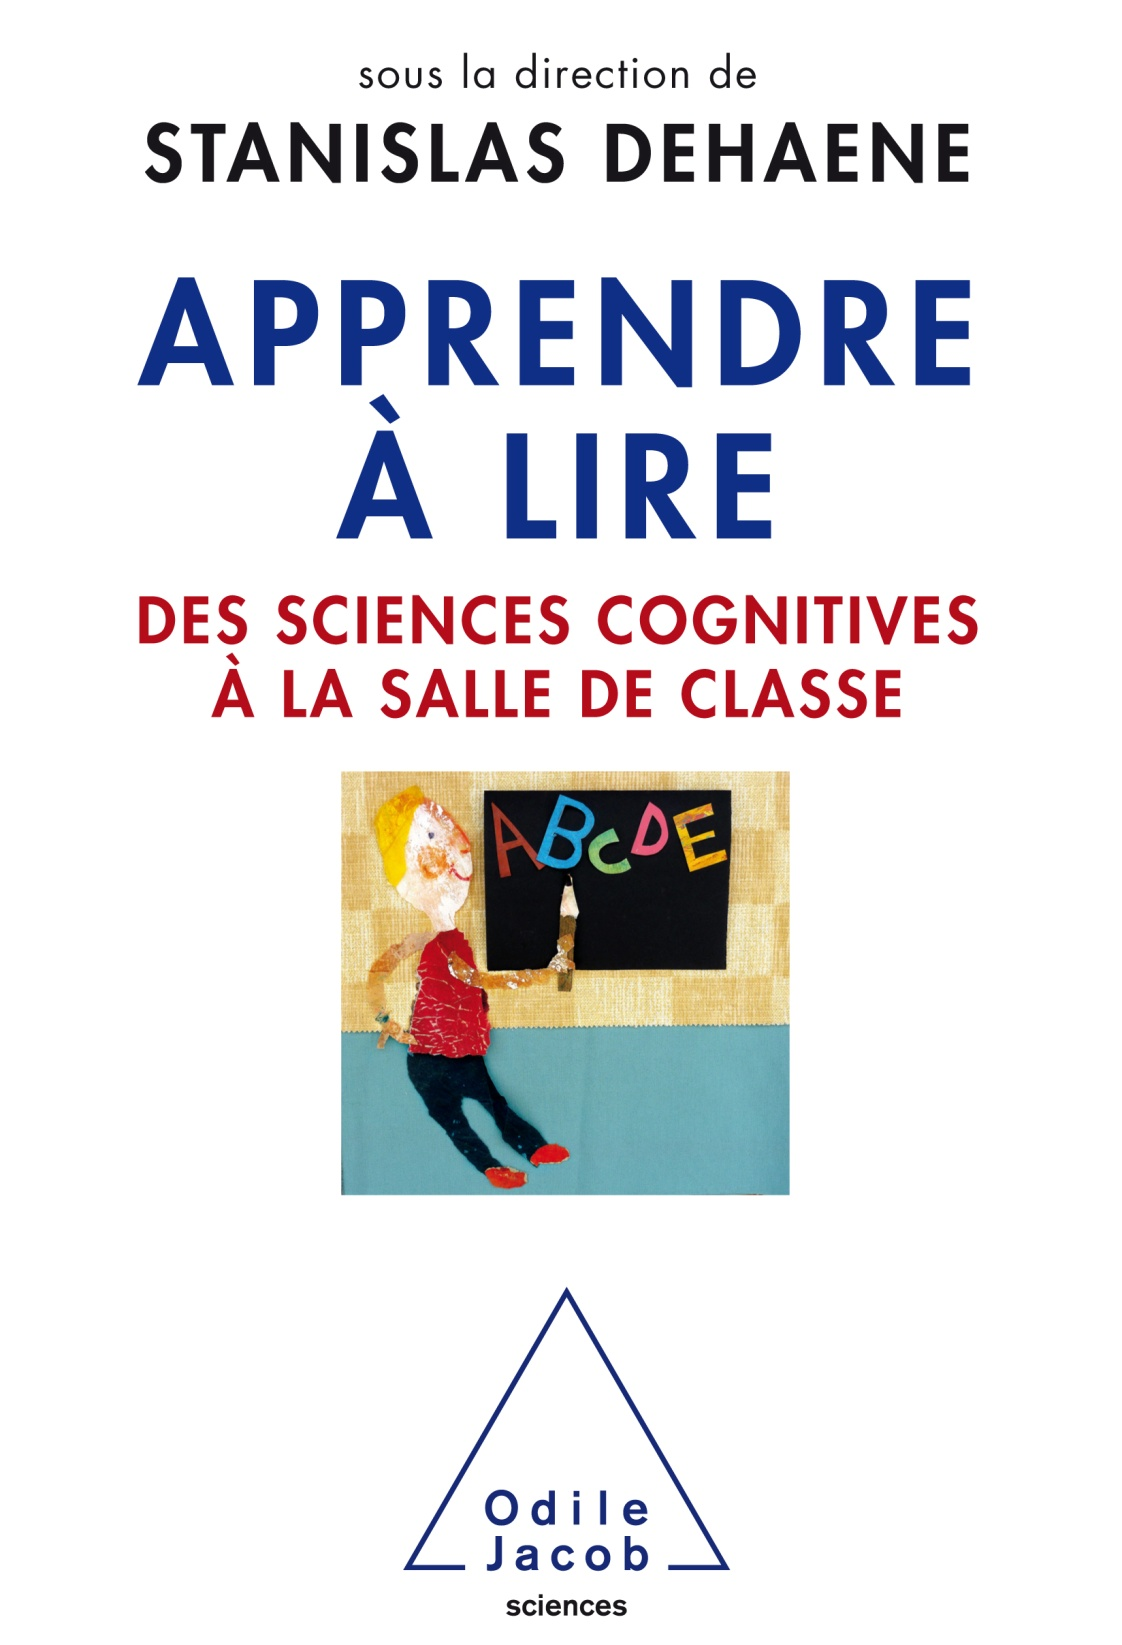 sous la direction de
STANISLAS DEHAENE
APPRENDRE
À LIRE
DES SCIENCES COGNITIVES
À LA SALLE DE CLASSE
ABCDE
Odile
Jacob
sciences